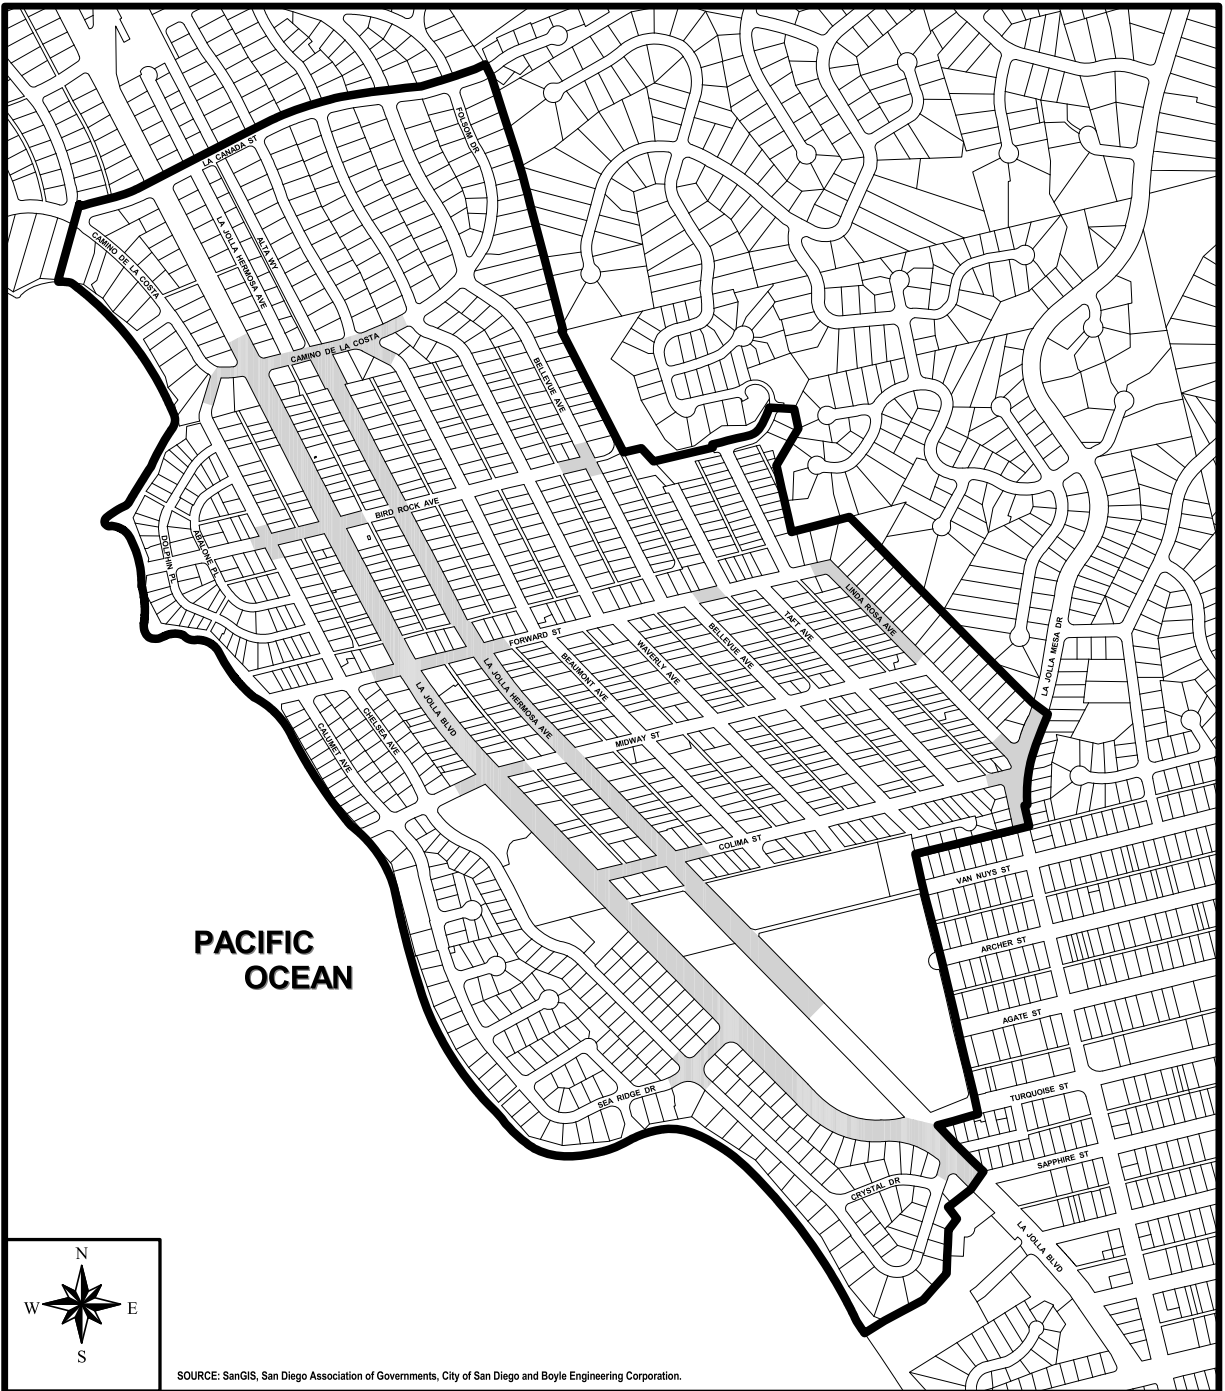 FOLSOM DR
LA CANADA ST
CAMINO DE LA COSTA
LA JOLLA HERMOSA AVE
ALTA WY
CAMINO DE LA COSTA
BELLEVUE AVE
BIRD ROCK AVE
DOLPHIN PL
ABALONE PL
LINDA ROSA AVE
TAFT AVE
FORWARD ST
BELLEVUE AVE
WAVERLY AVE
BEAUMONT AVE
LA JOLLA MESA DR
LA JOLLA HERMOSA AVE
LA JOLLA BLVD
CHELSEA AVE
CALUMET AVE
MIDWAY ST
COLIMA ST
VAN NUYS ST
PACIFIC
OCEAN
ARCHER ST
AGATE ST
TURQUOISE ST
SEA RIDGE DR
SAPPHIRE ST
CRYSTAL DR
LA JOLLA BLVD
N
W E
S
SOURCE: SanGIS, San Diego Association of Governments, City of San Diego and Boyle Engineering Corporation.